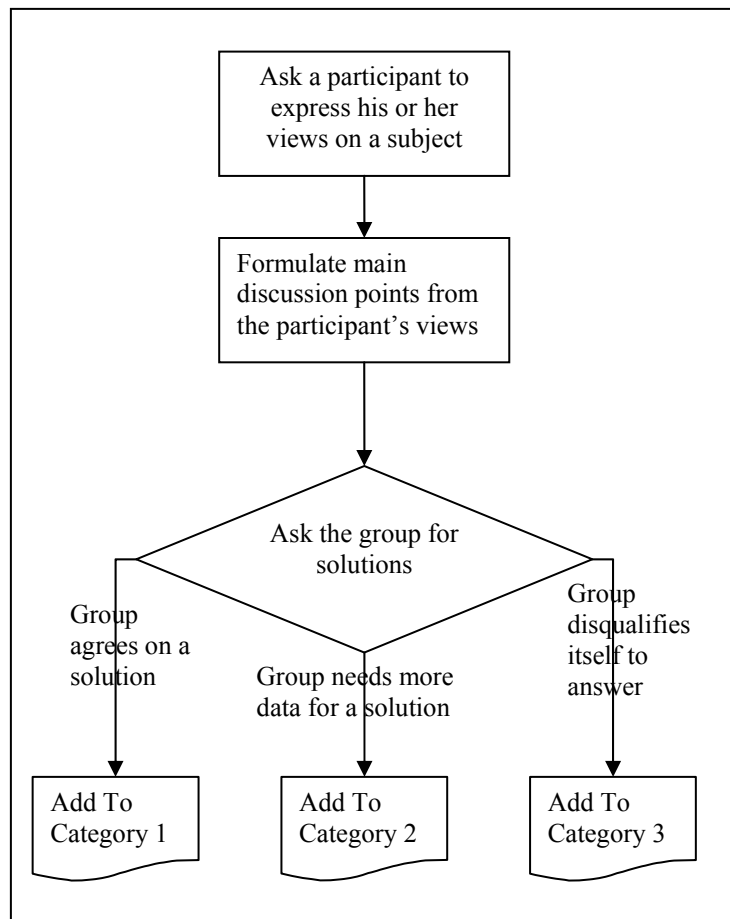 Ask a participant to
express his or her
views on a subject
Formulate main
discussion points from
the participant’s views
Ask the group for
solutions
Group
agrees on a
solution
Group needs more
data for a solution
Group
disqualifies
itself to
answer
Add To
Category 1
Add To
Category 2
Add To
Category 3